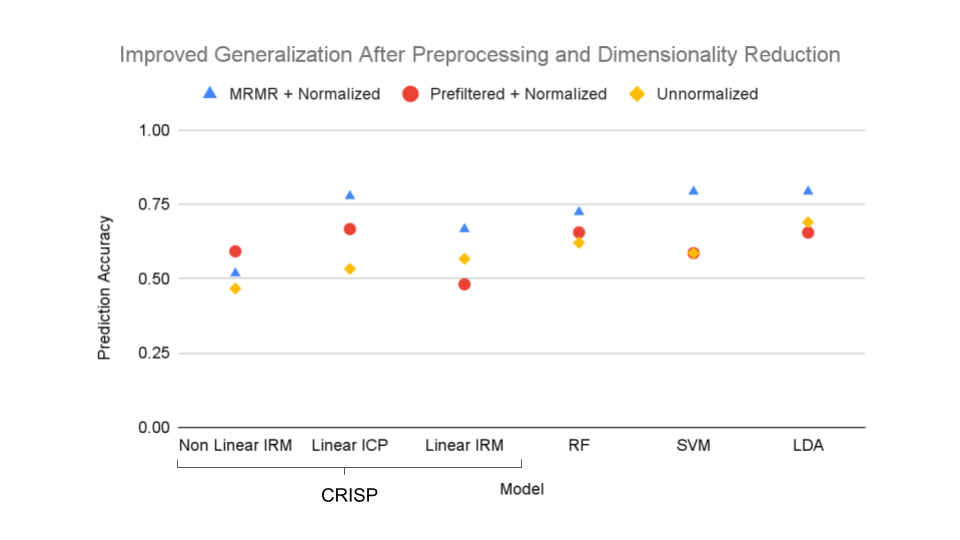 Improved Generalization After Preprocessing and Dimensionality Reduction
MRMR + Normalized Prefiltered + Normalized Unnormalized
1.00
0.75
0.50
0.25
0.00
Prediction Accuracy
Non Linear IRM Linear ICP Linear IRM RF SVM LDA
CRISP
Model